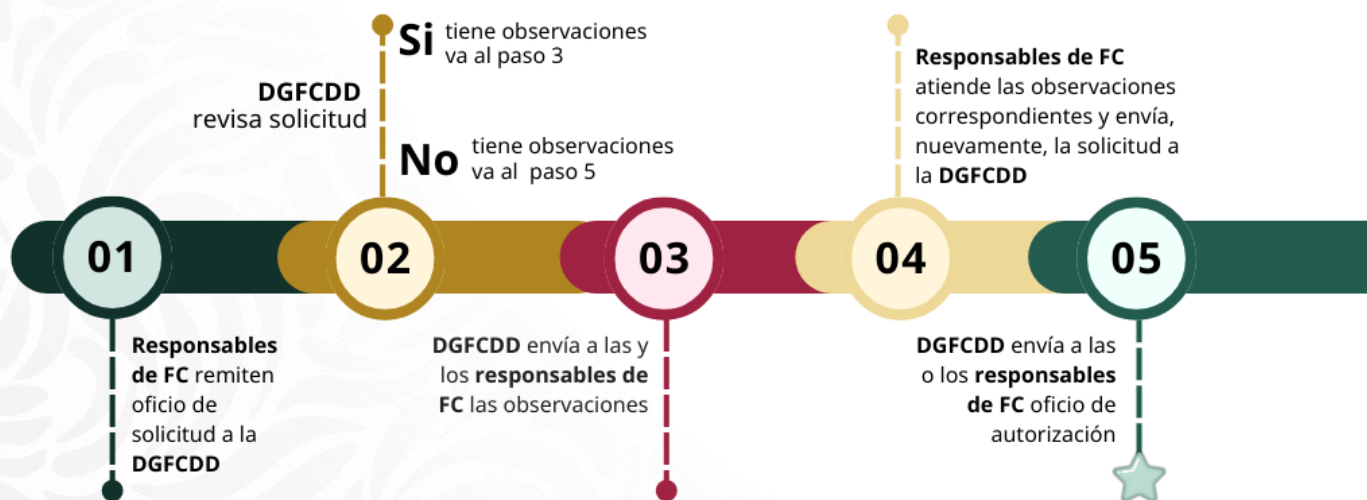 01
Responsables
de FC remiten
oficio de
solicitud a la
DGFCDD
02
DGFCDD
revisa solicitud
Si tiene observaciones
va al paso 3
No tiene observaciones
va al paso 5
03
DGFCDD envía a las y
los responsables de
FC las observaciones
04
Responsables de FC
atiende las observaciones
correspondientes y envía,
nuevamente, la solicitud a
la DGFCDD
05
DGFCDD envía a las
o los responsables
de FC oficio de
autorización